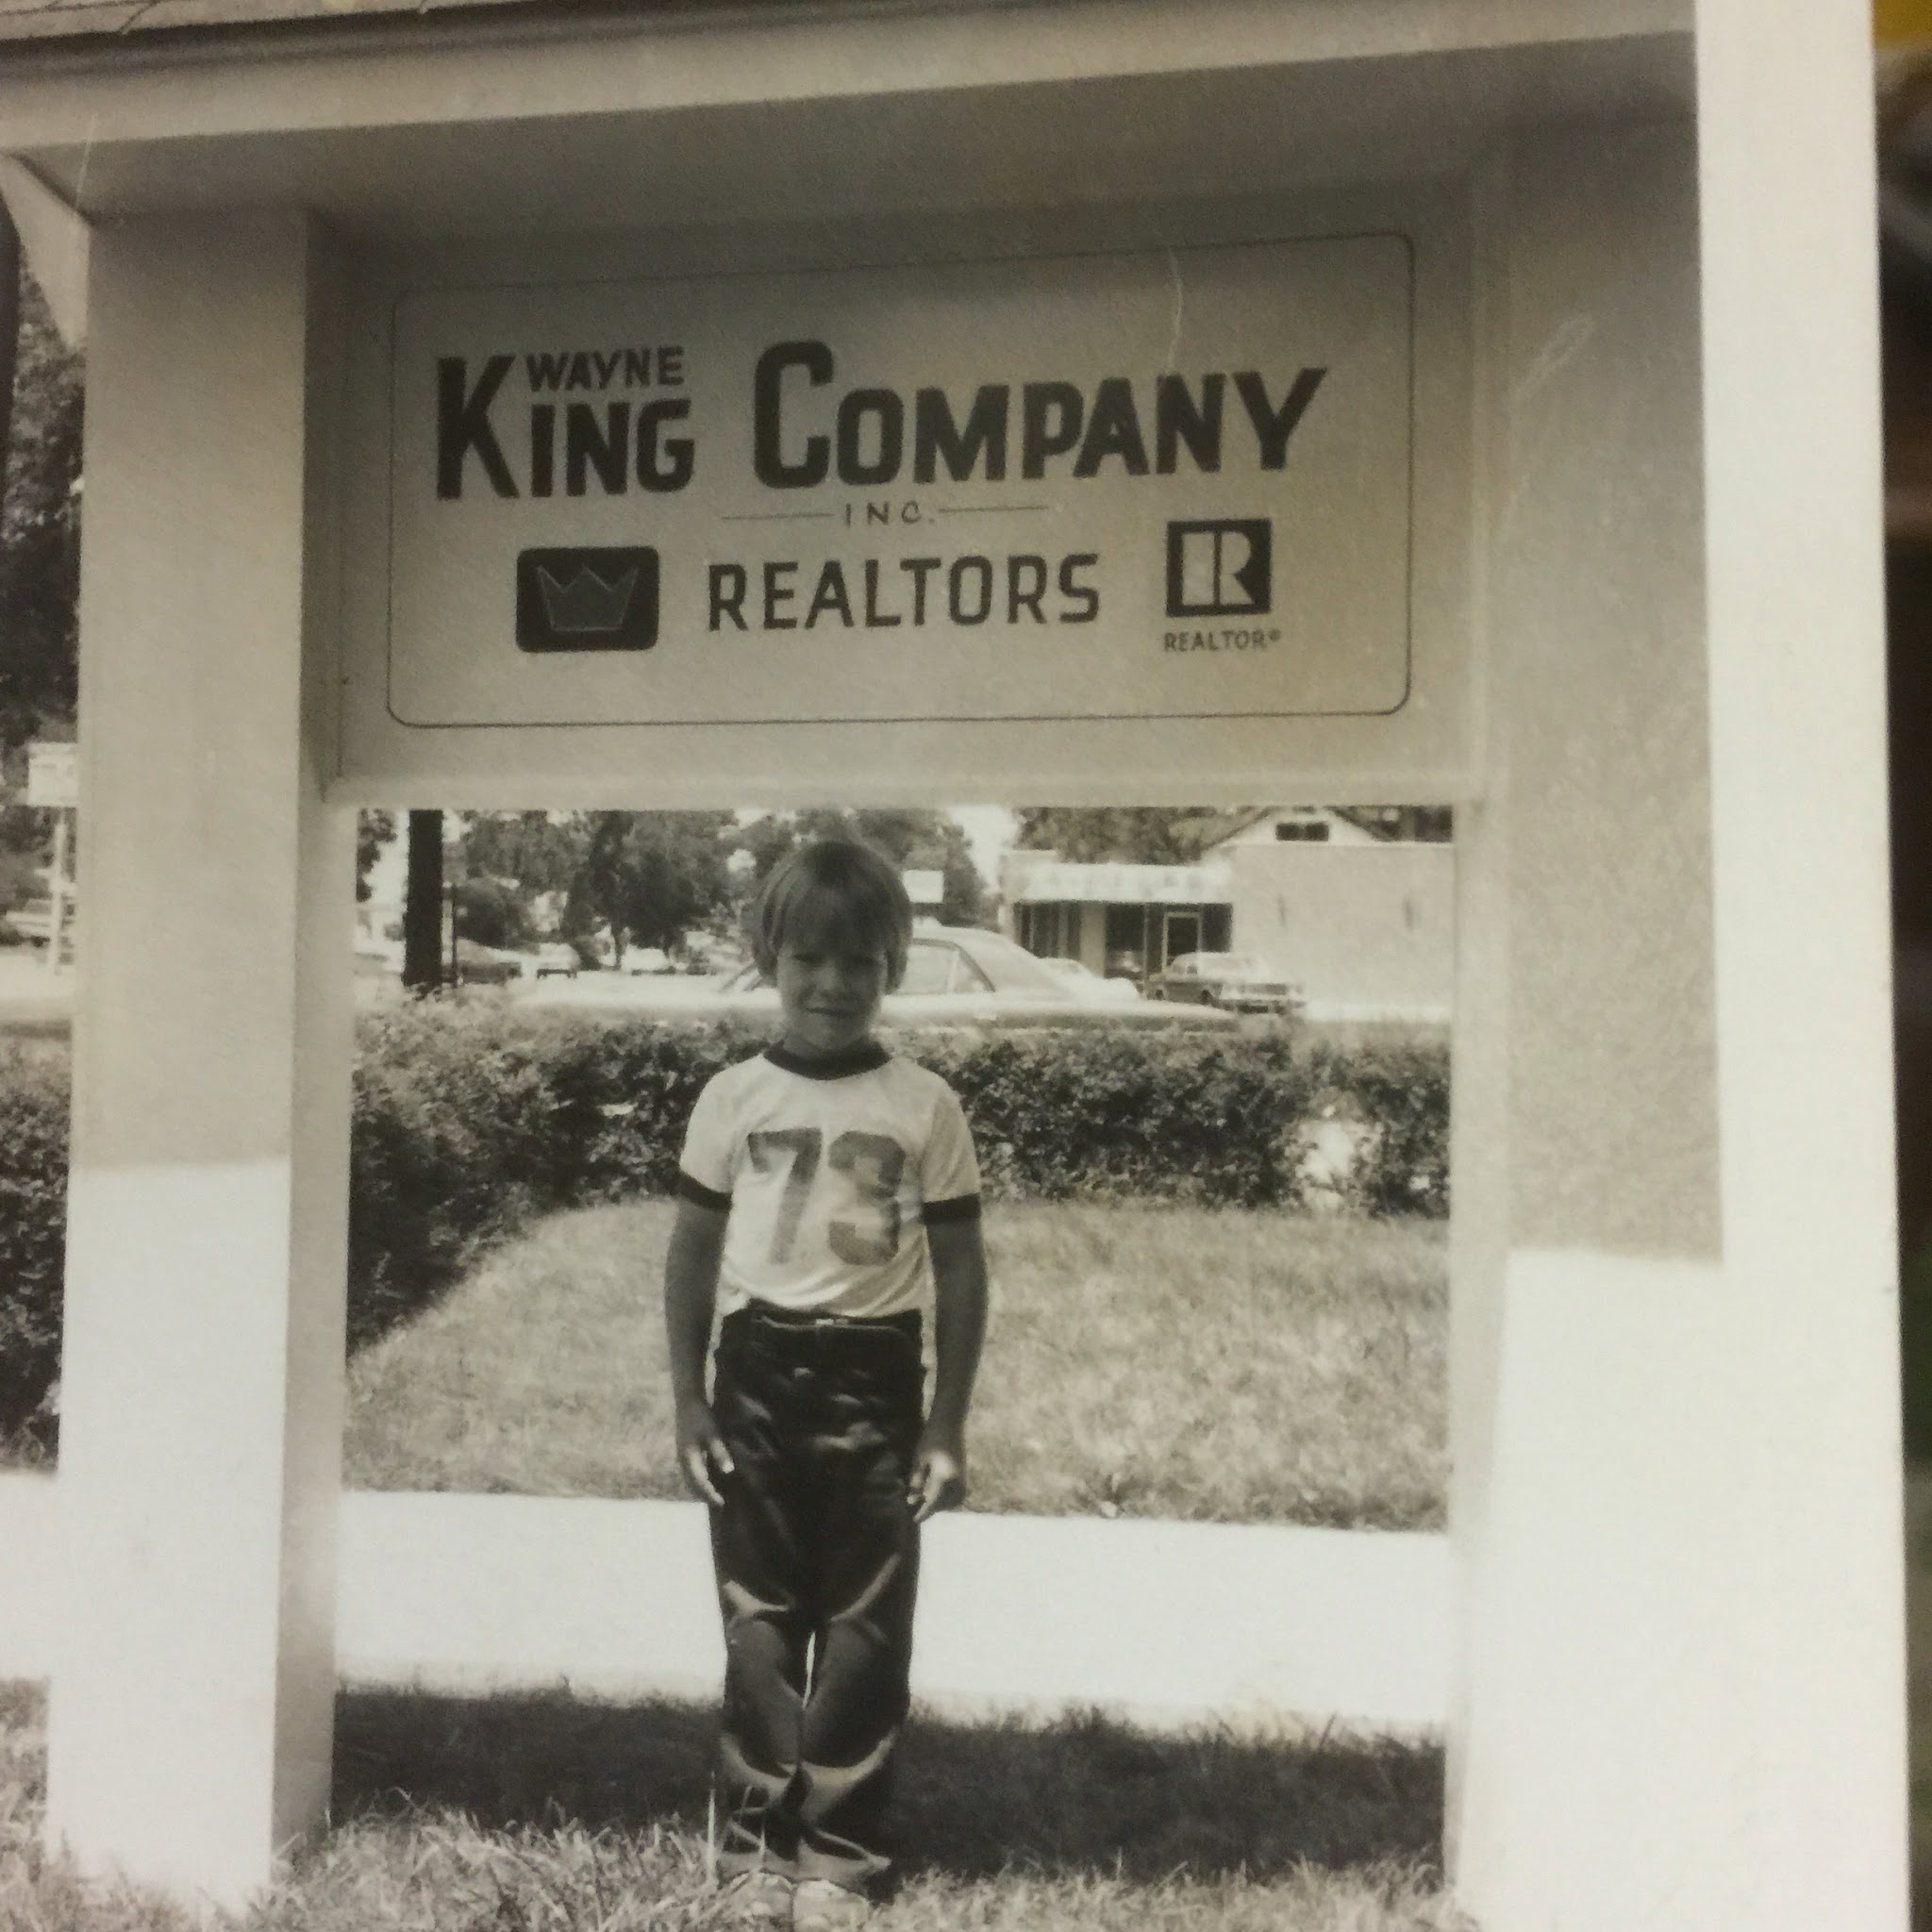 WAYNE
KING COMPANY
INC.
REALTORS
R
REALTOR®
73